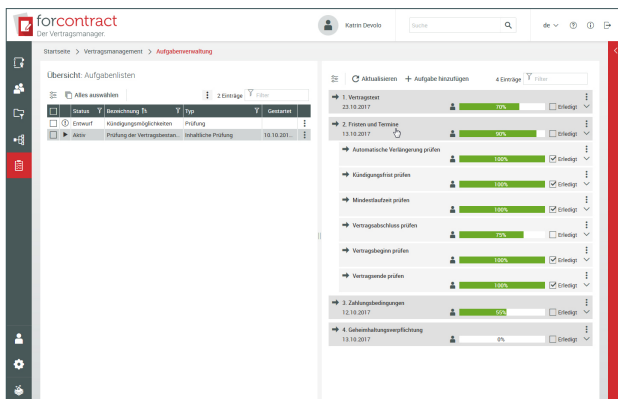 forcontract
Der Vertragsmanager.
Katrin Devolo
Suche
de
Startseite > Vertragsmanagement > Aufgabenverwaltung
Übersicht: Aufgabenlisten
Alles auswählen
2 Einträge
Filter
Status
Bezeichnung
Typ
Gestartet
Entwurf
Kündigungsmöglichkeiten
Prüfung
Aktiv
Prüfung der Vertragsbestan...
Inhaltliche Prüfung
10.10.201...
Aktualisieren
+ Aufgabe hinzufügen
4 Einträge
Filter
1. Vertragstext
23.10.2017
70%
Erledigt
2. Fristen und Termine
13.10.2017
90%
Erledigt
Automatische Verlängerung prüfen
100%
Erledigt
Kündigungsfrist prüfen
100%
Erledigt
Mindestlaufzeit prüfen
100%
Erledigt
Vertragsabschluss prüfen
75%
Erledigt
Vertragsbeginn prüfen
100%
Erledigt
Vertragsende prüfen
100%
Erledigt
3. Zahlungsbedingungen
12.10.2017
55%
Erledigt
4. Geheimhaltungsverpflichtung
13.10.2017
0%
Erledigt